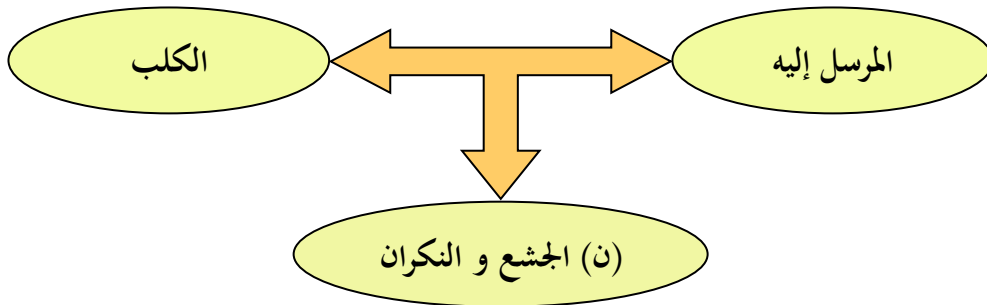 المرسل إليه
الكلب
(ن) الجشع و النكران